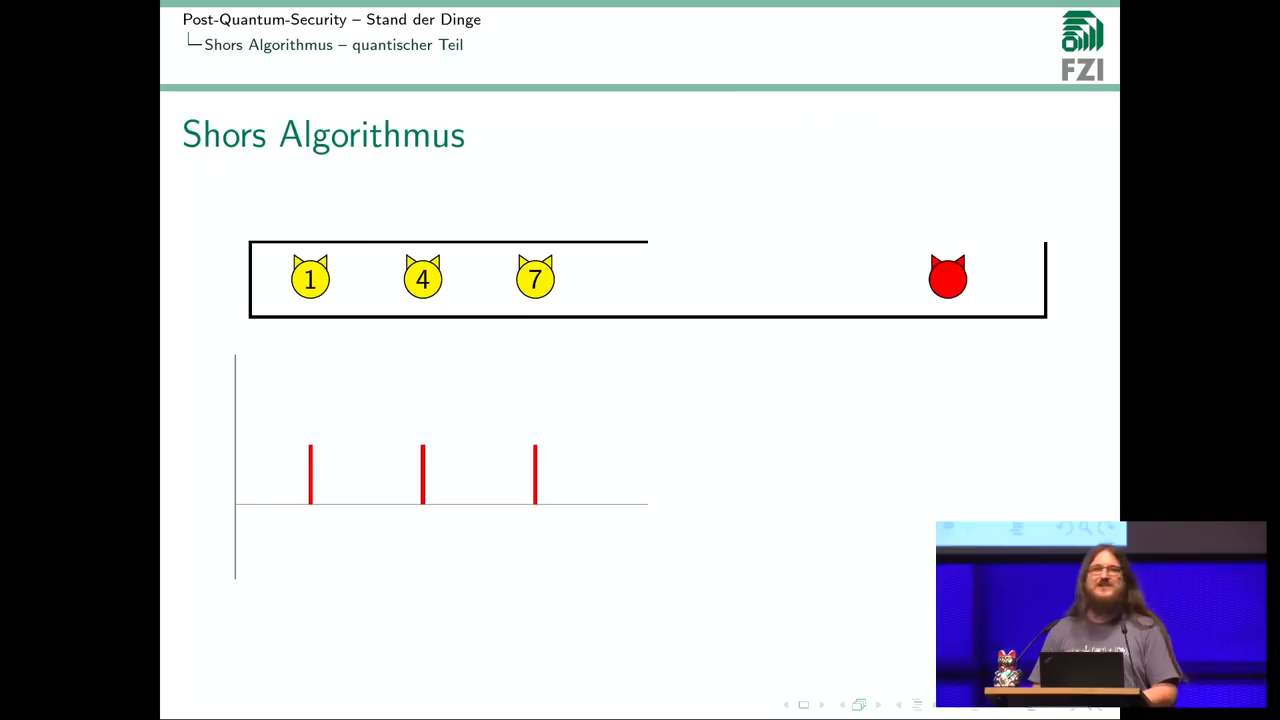 Post-Quantum-Security – Stand der Dinge
Shors Algorithmus – quantischer Teil
FZI
Shors Algorithmus
1 4 7